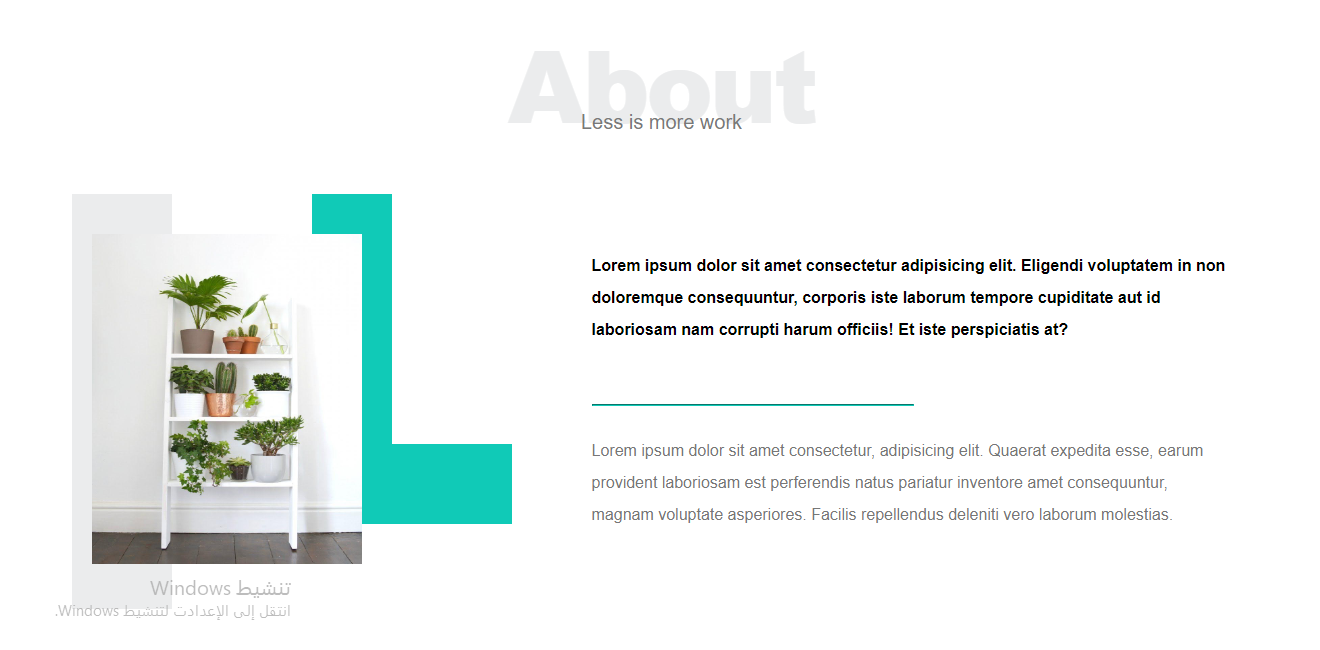 About
Less is more work
Lorem ipsum dolor sit amet consectetur adipisicing elit. Eligendi voluptatem in non
doloremque consequuntur, corporis iste laborum tempore cupiditate aut id
laboriosam nam corrupti harum officiis! Et iste perspiciatis at?
Lorem ipsum dolor sit amet consectetur, adipisicing elit. Quaerat expedita esse, earum
provident laboriosam est perferendis natus pariatur inventore amet consequuntur,
magnam voluptate asperiores. Facilis repellendus deleniti vero laborum molestias.
تنشيط Windows
انتقل إلى الإعدادت لتنشيط Windows.